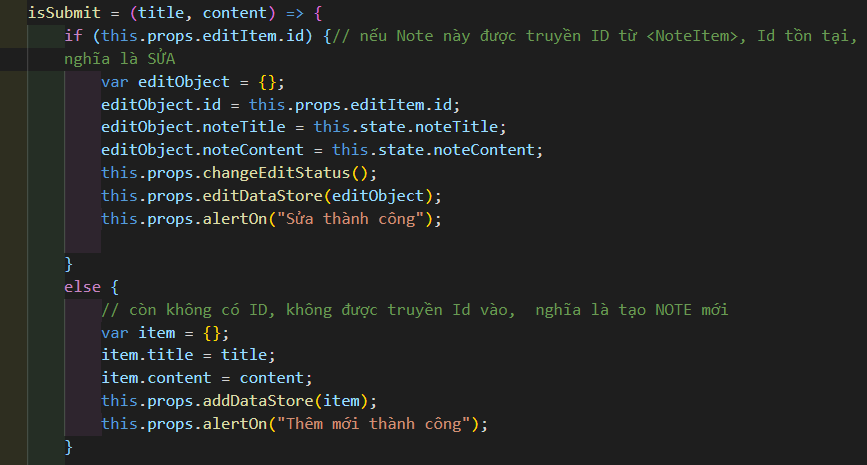 isSubmit = (title, content) => {
if (this.props.editItem.id) {// nếu Note này được truyền ID từ <NoteItem>, Id tồn tại,
nghĩa là SỬA
var editObject = {};
editObject.id = this.props.editItem.id;
editObject.noteTitle = this.state.noteTitle;
editObject.noteContent = this.state.noteContent;
this.props.changeEditStatus();
this.props.editDataStore(editObject);
this.props.alertOn("Sửa thành công");
}
else {
// còn không có ID, không được truyền Id vào,  nghĩa là tạo NOTE mới
var item = {};
item.title = title;
item.content = content;
this.props.addDataStore(item);
this.props.alertOn("Thêm mới thành công");
}